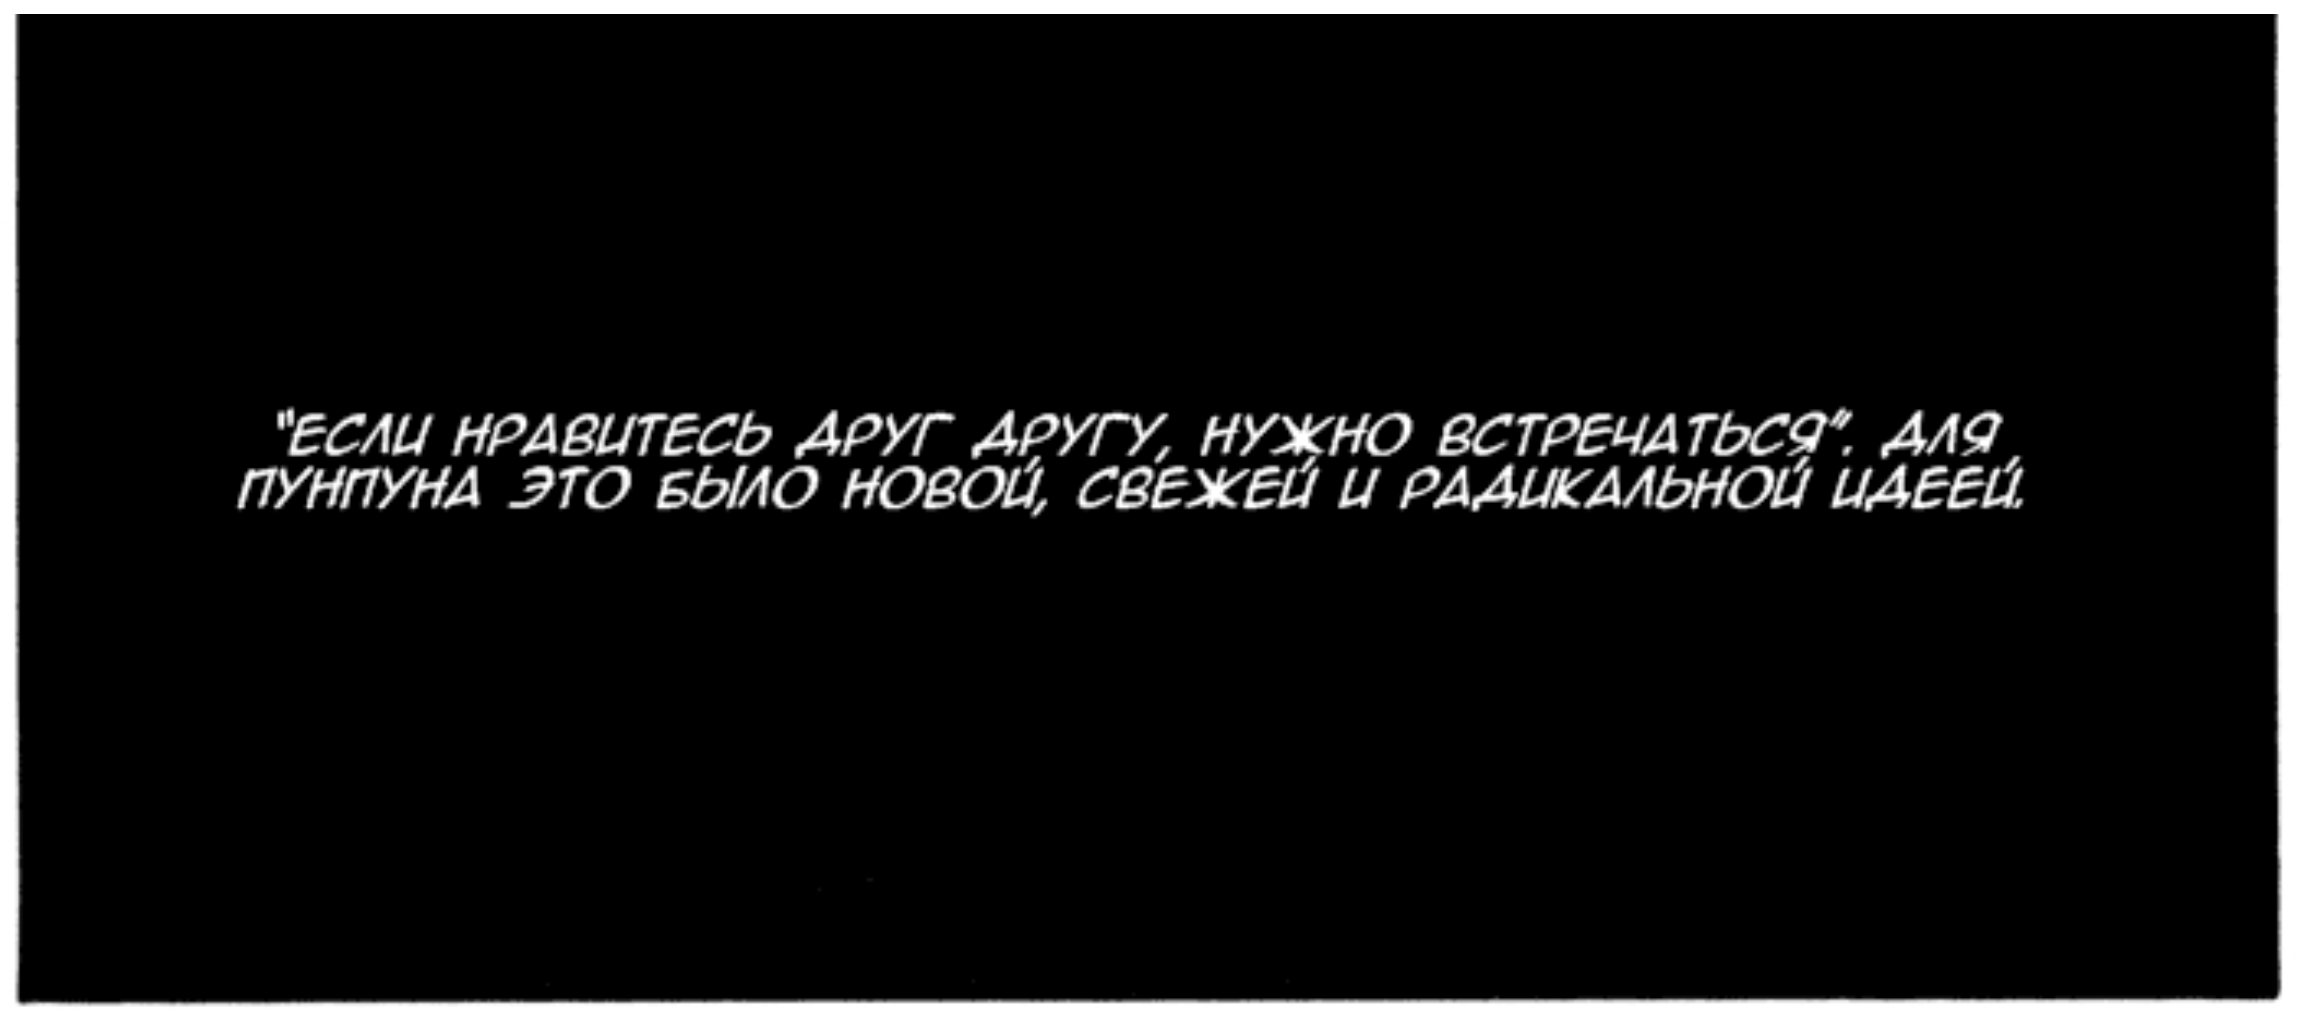 "ЕСЛИ НРАВИТЕСЬ ДРУГ ДРУГУ, НУЖНО ВСТРЕЧАТЬСЯ". ДЛЯ
ПУНПУНА ЭТО БЫЛО НОВОЙ, СВЕЖЕЙ И РАДИКАЛЬНОЙ ИДЕЕЙ.